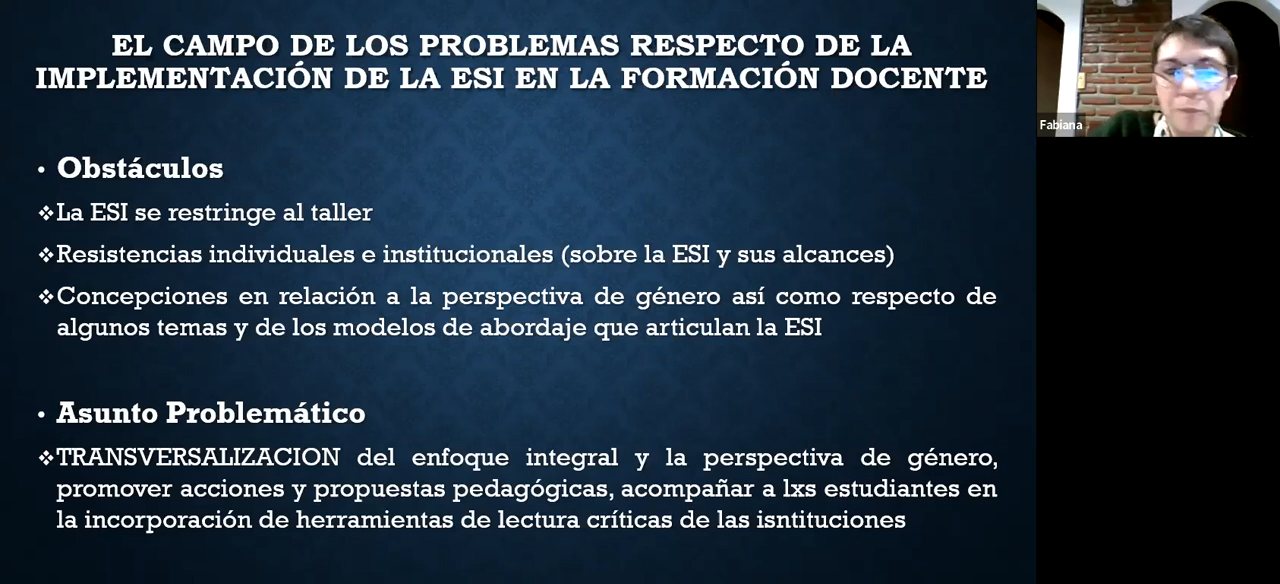 EL CAMPO DE LOS PROBLEMAS RESPECTO DE LA
IMPLEMENTACIÓN DE LA ESI EN LA FORMACIÓN DOCENTE
Fabiana
• Obstáculos
❖La ESI se restringe al taller
❖Resistencias individuales e institucionales (sobre la ESI y sus alcances)
❖Concepciones en relación a la perspectiva de género así como respecto de
algunos temas y de los modelos de abordaje que articulan la ESI
• Asunto Problemático
❖TRANSVERSALIZACION del enfoque integral y la perspectiva de género,
promover acciones y propuestas pedagógicas, acompañar a lxs estudiantes en
la incorporación de herramientas de lectura críticas de las isntituciones